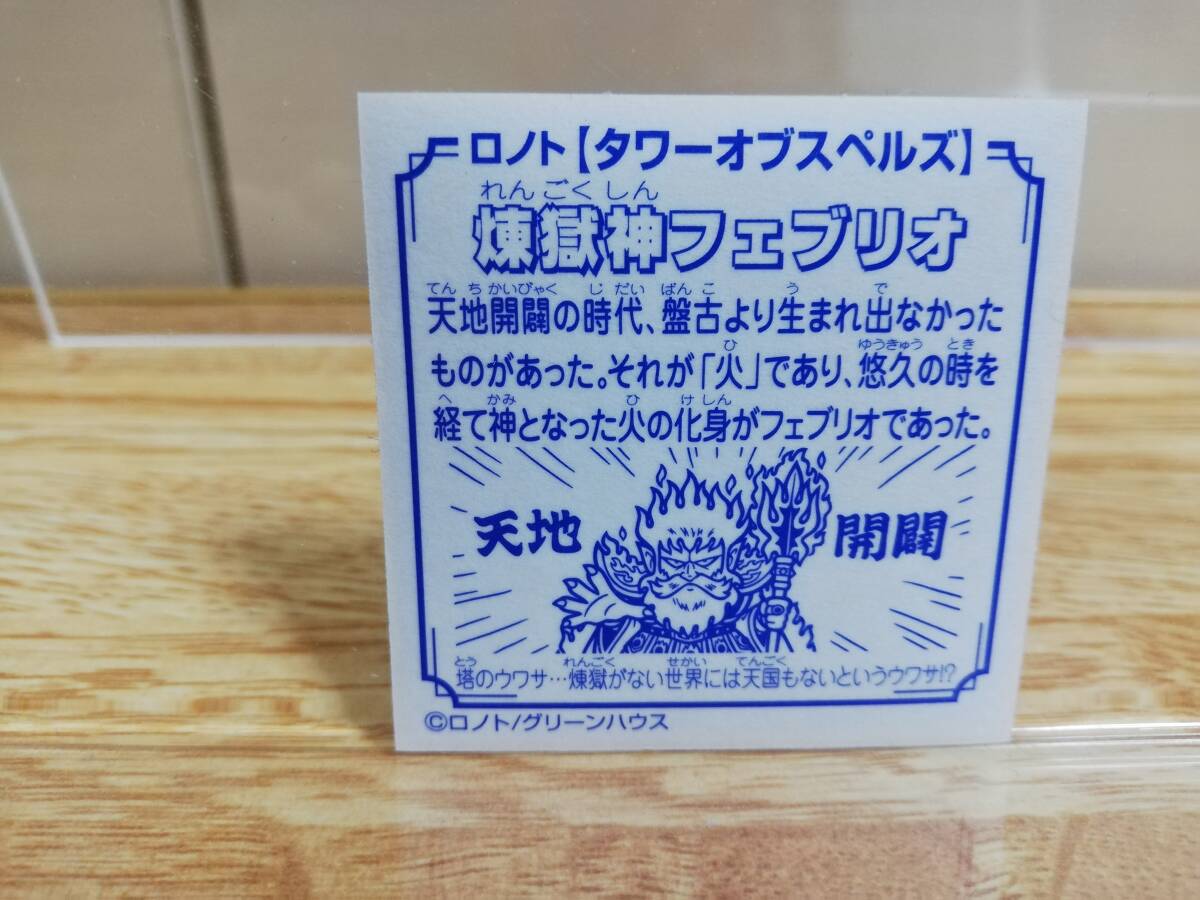 ロノト【タワーオブスペルズ】
れんごくしん
煉獄神フェブリオ
てんちかいびゃく じだい ばんこ う で
天地開闢の時代、盤古より生まれ出なかった
ひ ゆうきゅう とき
ものがあった。それが「火」であり、悠久の時を
へ かみ ひ けしん
経て神となった火の化身がフェブリオであった。
天地 開闢
とう れんごく せかい てんごく
塔のウワサ…煉獄がない世界には天国もないというウワサ!?
©ロノト/グリーンハウス